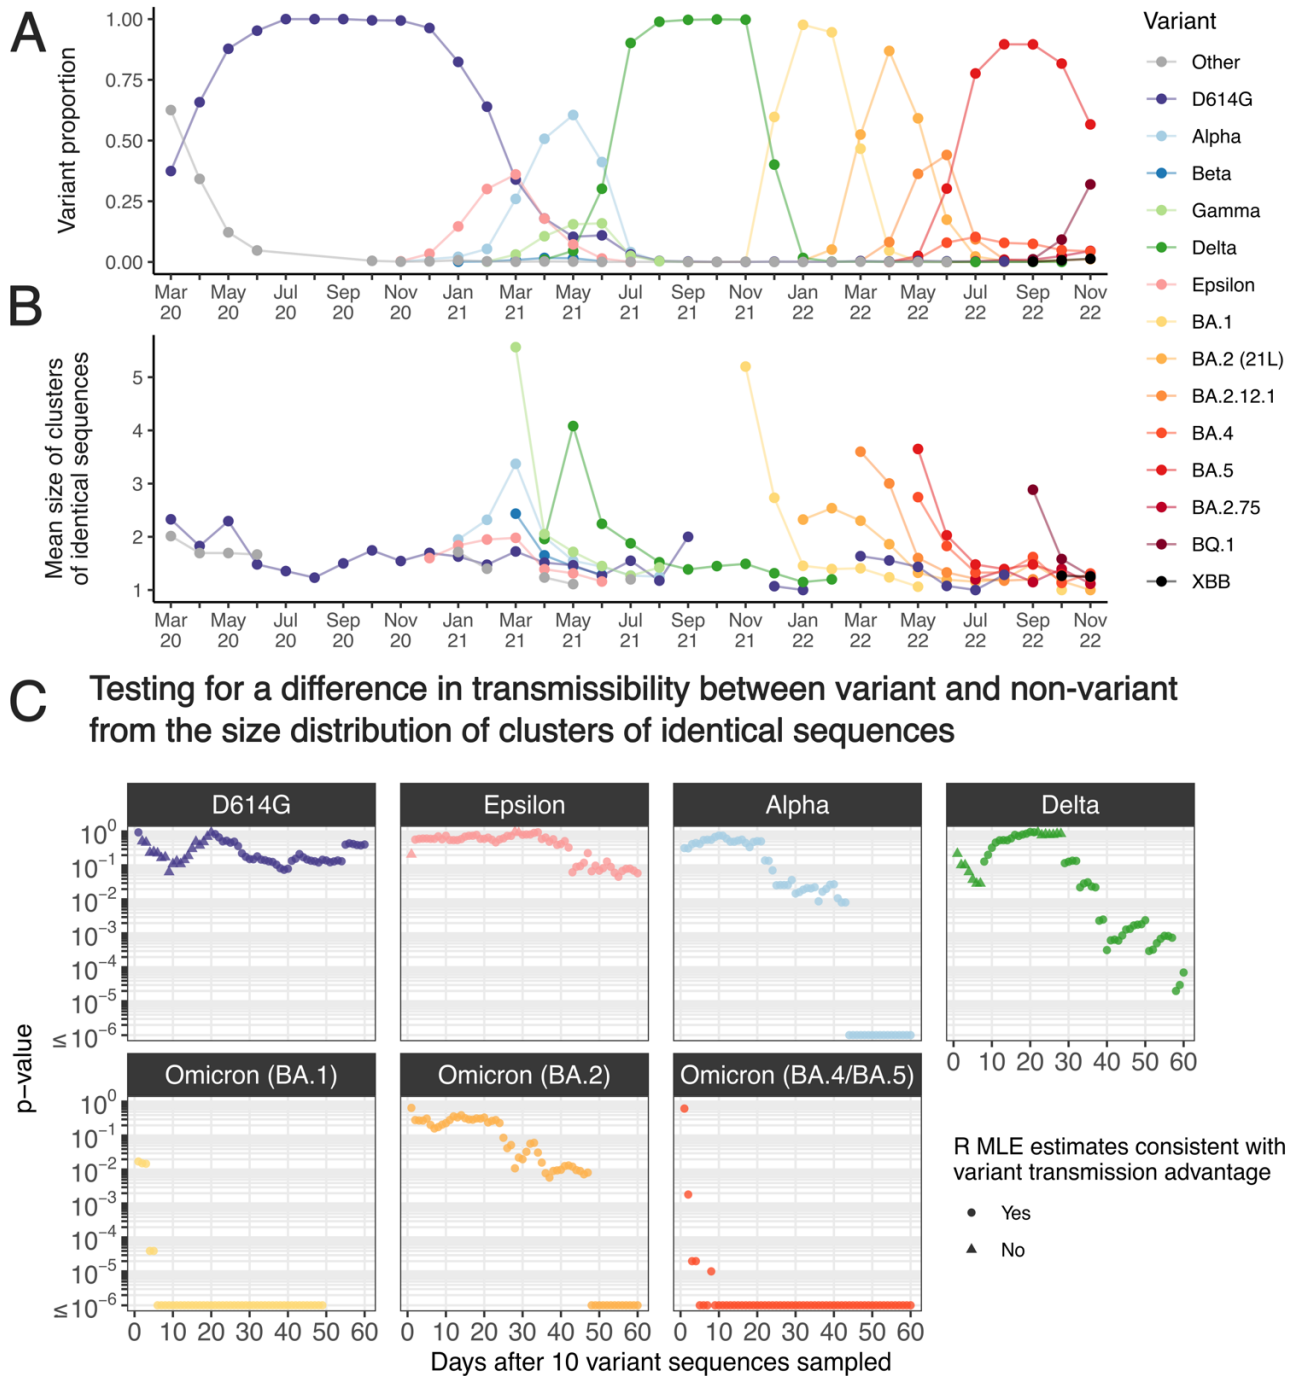 A
Variant proportion
1.00
0.75
0.50
0.25
0.00
Mar May Jul Sep Nov Jan Mar May Jul Sep Nov Jan Mar May Jul Sep Nov
20 20 20 20 20 21 21 21 21 21 21 22 22 22 22 22 22
Variant
Other
D614G
Alpha
Beta
Gamma
Delta
Epsilon
BA.1
BA.2 (21L)
BA.2.12.1
BA.4
BA.5
BA.2.75
BQ.1
XBB
B
Mean size of clusters
of identical sequences
5
4
3
2
1
Mar May Jul Sep Nov Jan Mar May Jul Sep Nov Jan Mar May Jul Sep Nov
20 20 20 20 20 21 21 21 21 21 21 22 22 22 22 22 22
C
Testing for a difference in transmissibility between variant and non-variant
from the size distribution of clusters of identical sequences
D614G Epsilon Alpha Delta
10⁰
10⁻¹
10⁻²
10⁻³
10⁻⁴
10⁻⁵
≤ 10⁻⁶
0 10 20 30 40 50 60
p−value
Omicron (BA.1) Omicron (BA.2) Omicron (BA.4/BA.5)
10⁰
10⁻¹
10⁻²
10⁻³
10⁻⁴
10⁻⁵
≤ 10⁻⁶
0 10 20 30 40 50 60 0 10 20 30 40 50 60 0 10 20 30 40 50 60
Days after 10 variant sequences sampled
R MLE estimates consistent with
variant transmission advantage
Yes
No